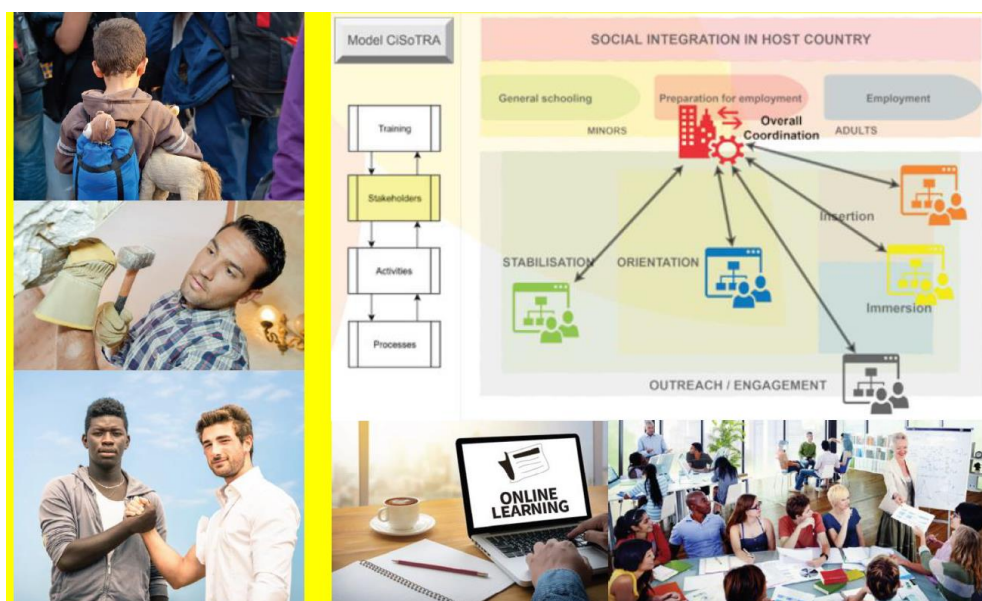 Model CiSoTRA
Training
Stakeholders
Activities
Processes
SOCIAL INTEGRATION IN HOST COUNTRY
General schooling
Preparation for employment
Employment
MINORS
Overall
Coordination
ADULTS
Insertion
STABILISATION
ORIENTATION
Immersion
OUTREACH / ENGAGEMENT
ONLINE
LEARNING